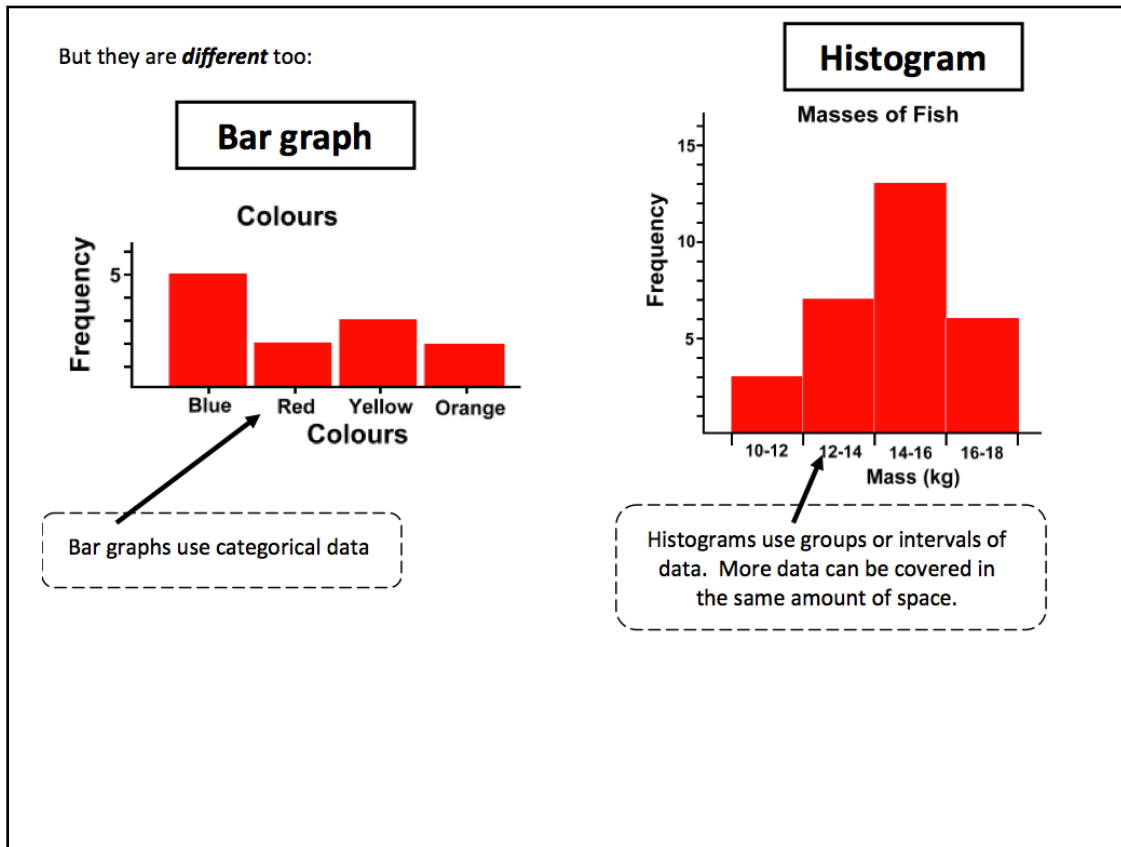 But they are different too:
Bar graph
Colours
Frequency
5
Blue Red Yellow Orange
Colours
Bar graphs use categorical data
Histogram
Masses of Fish
Frequency
15
10
5
10-12 12-14 14-16 16-18
Mass (kg)
Histograms use groups or intervals of
data. More data can be covered in
the same amount of space.